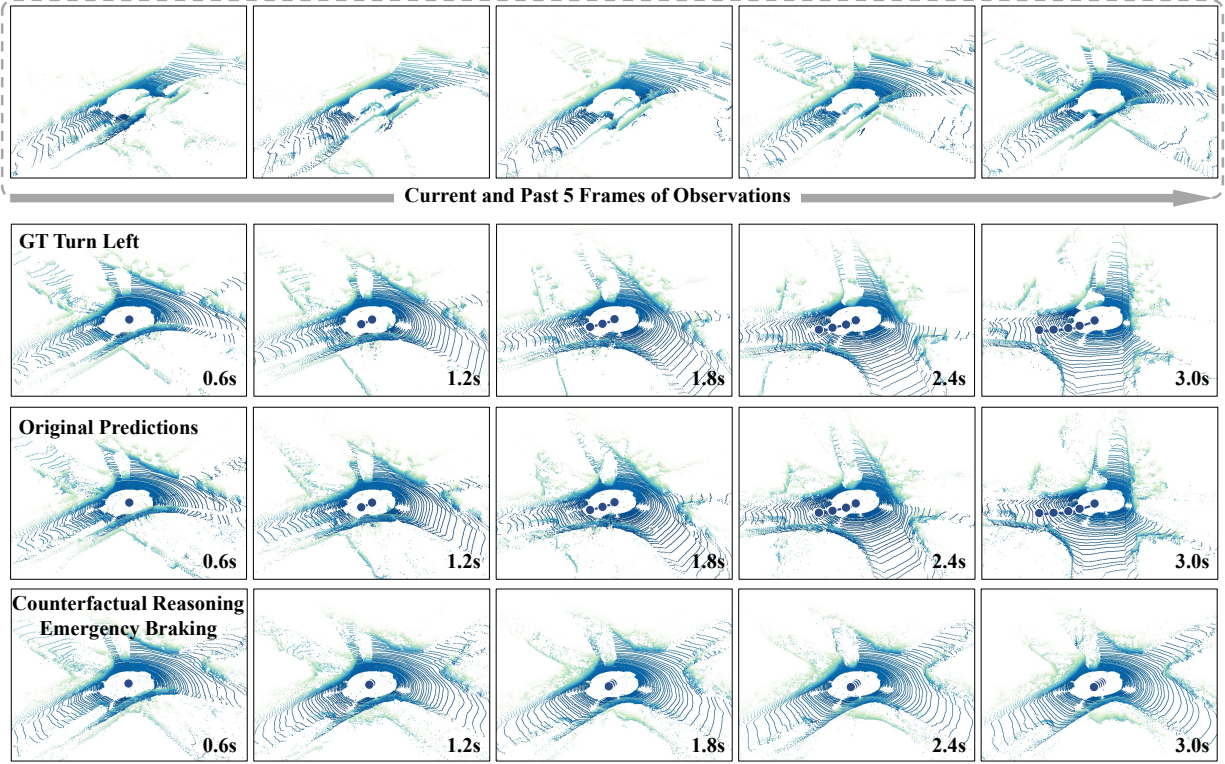 Current and Past 5 Frames of Observations
GT Turn Left
0.6s
1.2s
1.8s
2.4s
3.0s
Original Predictions
0.6s
1.2s
1.8s
2.4s
3.0s
Counterfactual Reasoning
Emergency Braking
0.6s
1.2s
1.8s
2.4s
3.0s